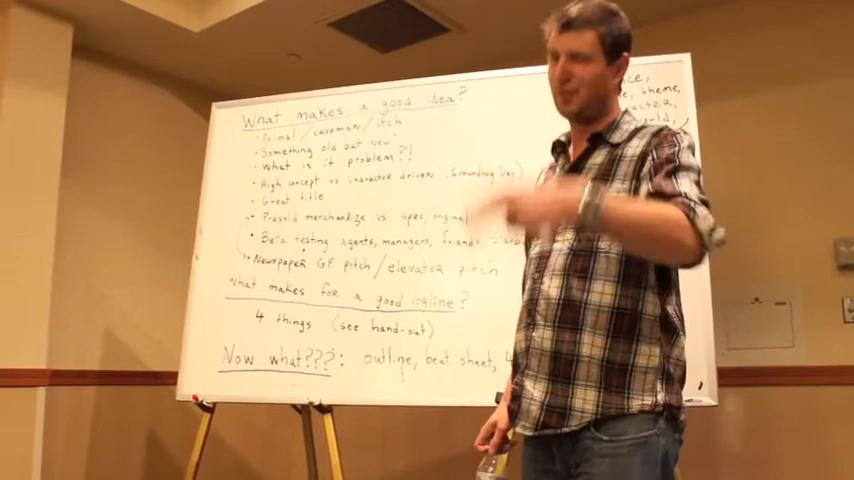 What makes a good idea?
• Primal / caveman / itch
• Something old but new
• What is it problem?!
• High concept vs. character driven (Groundhog Day)
• Great title
• Presold merchandize vs. spec/original
• Beta testing agents, managers, friends,
• Newspaper G.F. pitch / elevator pitch
What makes for a good logline?
4 things (see hand-out)
Now what???: outline, beat sheet,
theme,